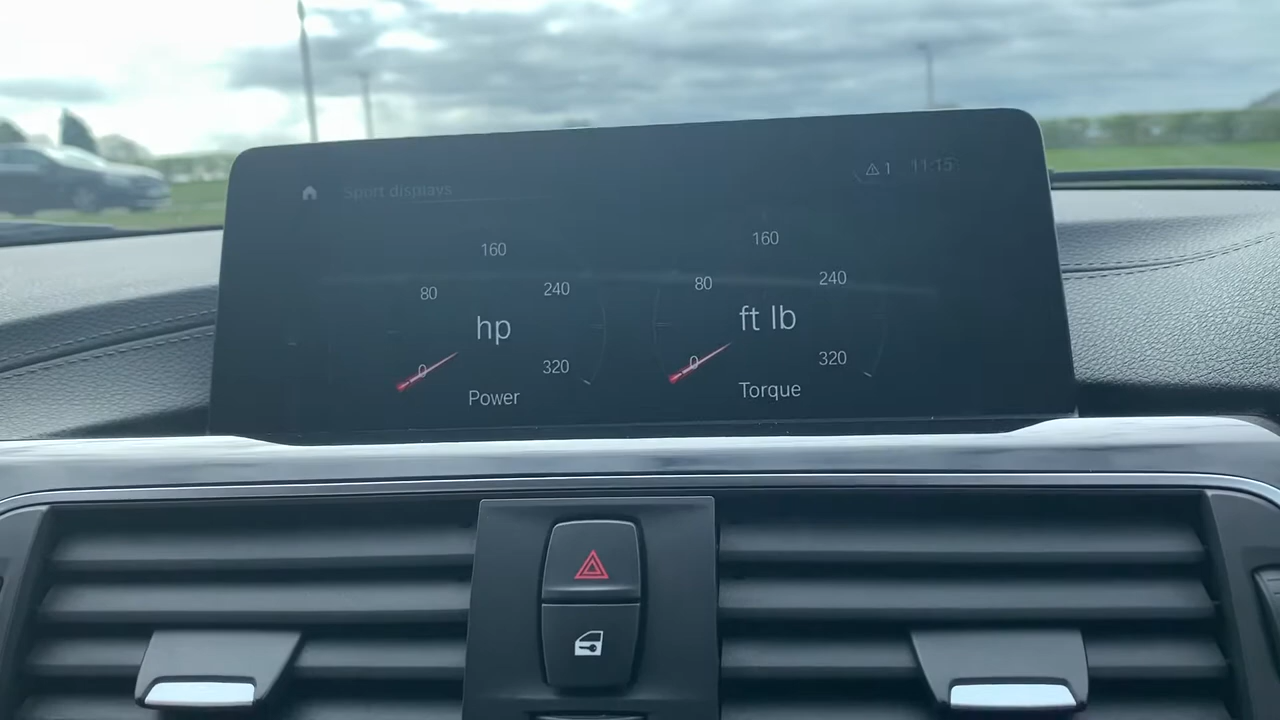 Sport displays
1 11:15
160
80
240
hp
0
320
Power
160
80
240
ft lb
0
320
Torque